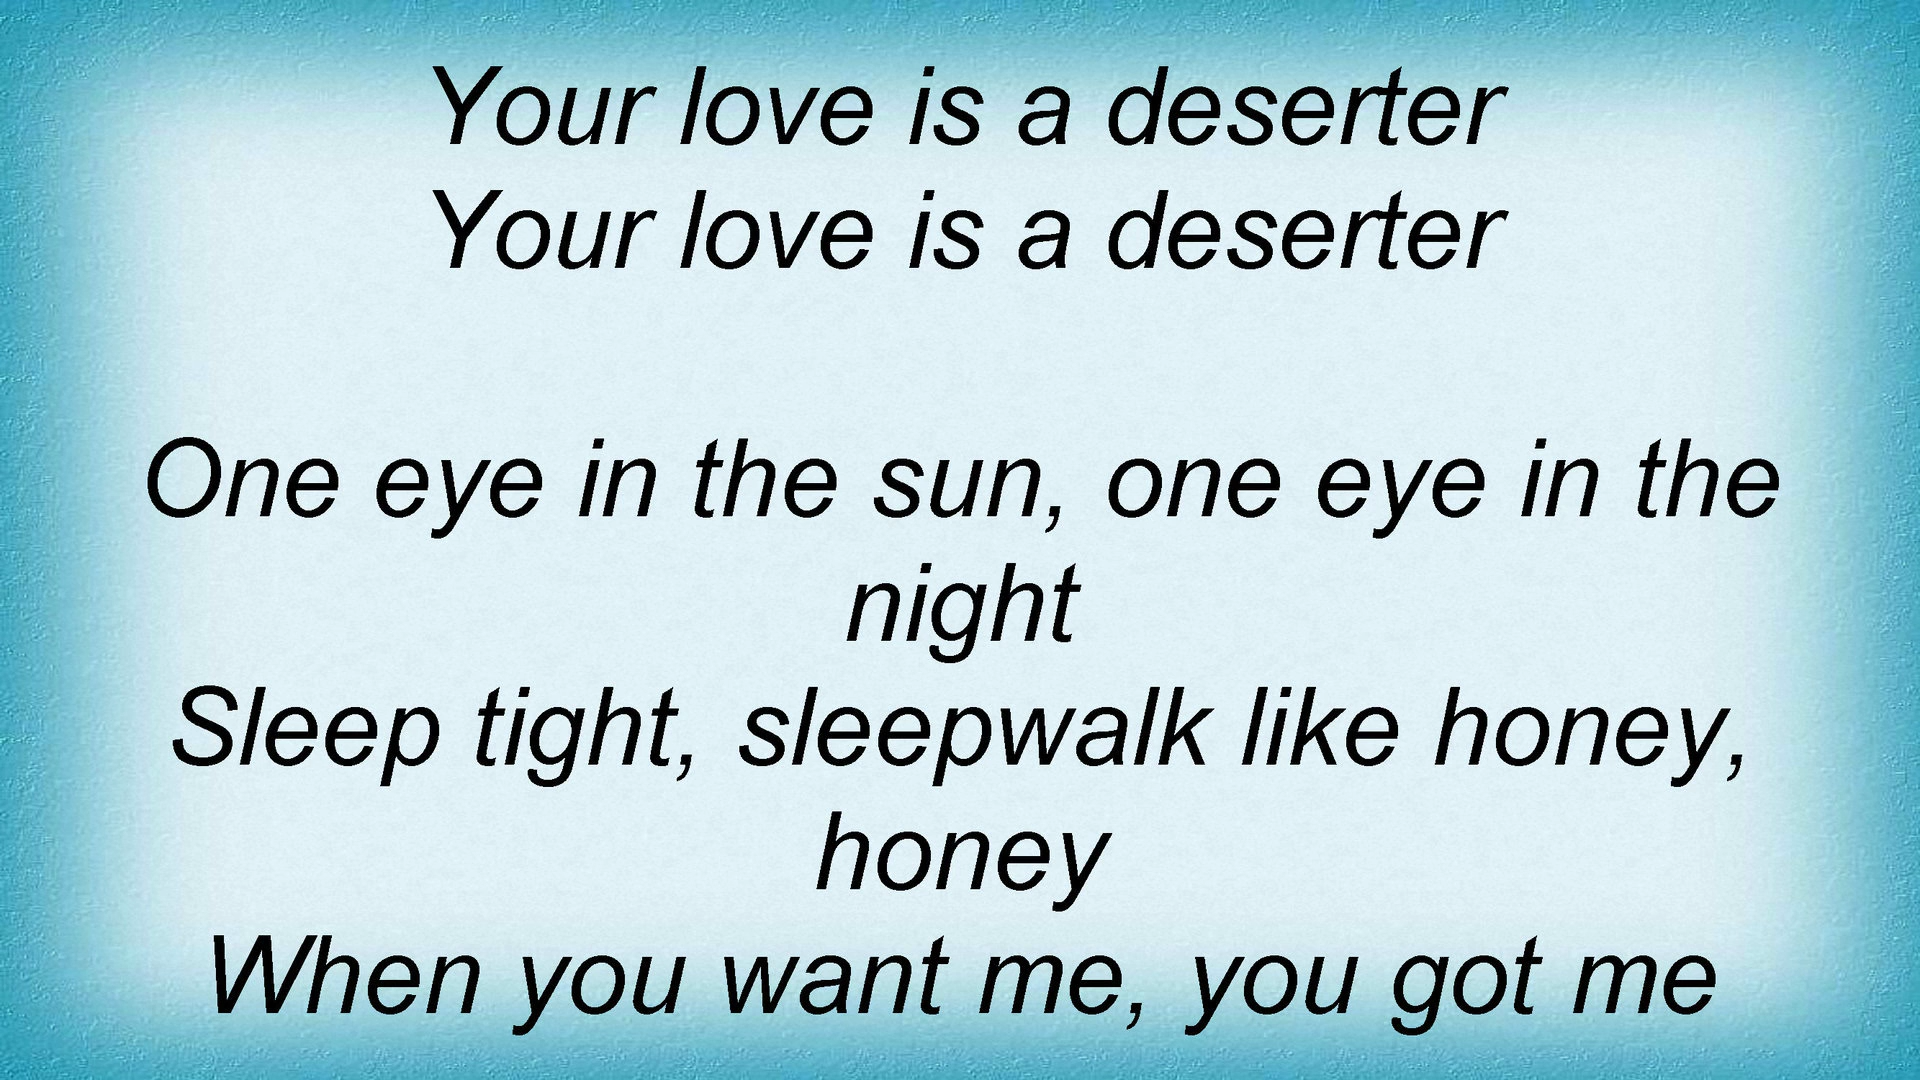 Your love is a deserter
Your love is a deserter
One eye in the sun, one eye in the
night
Sleep tight, sleepwalk like honey,
honey
When you want me, you got me